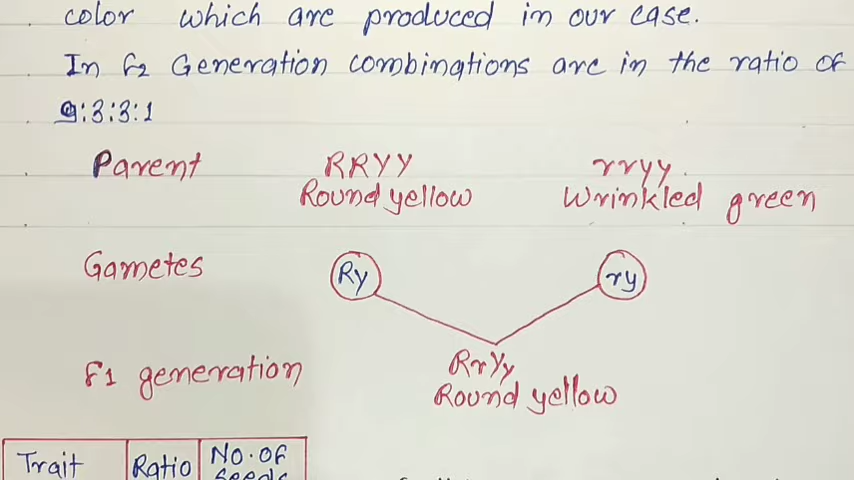 color which are produced in our case.
In F2 Generation combinations are in the ratio of
9:3:3:1
Parent RRYY rryy.
Round yellow Wrinkled green
Gametes Ry ry
F1 generation RrYy
Round yellow
Trait Ratio No. of
seeds